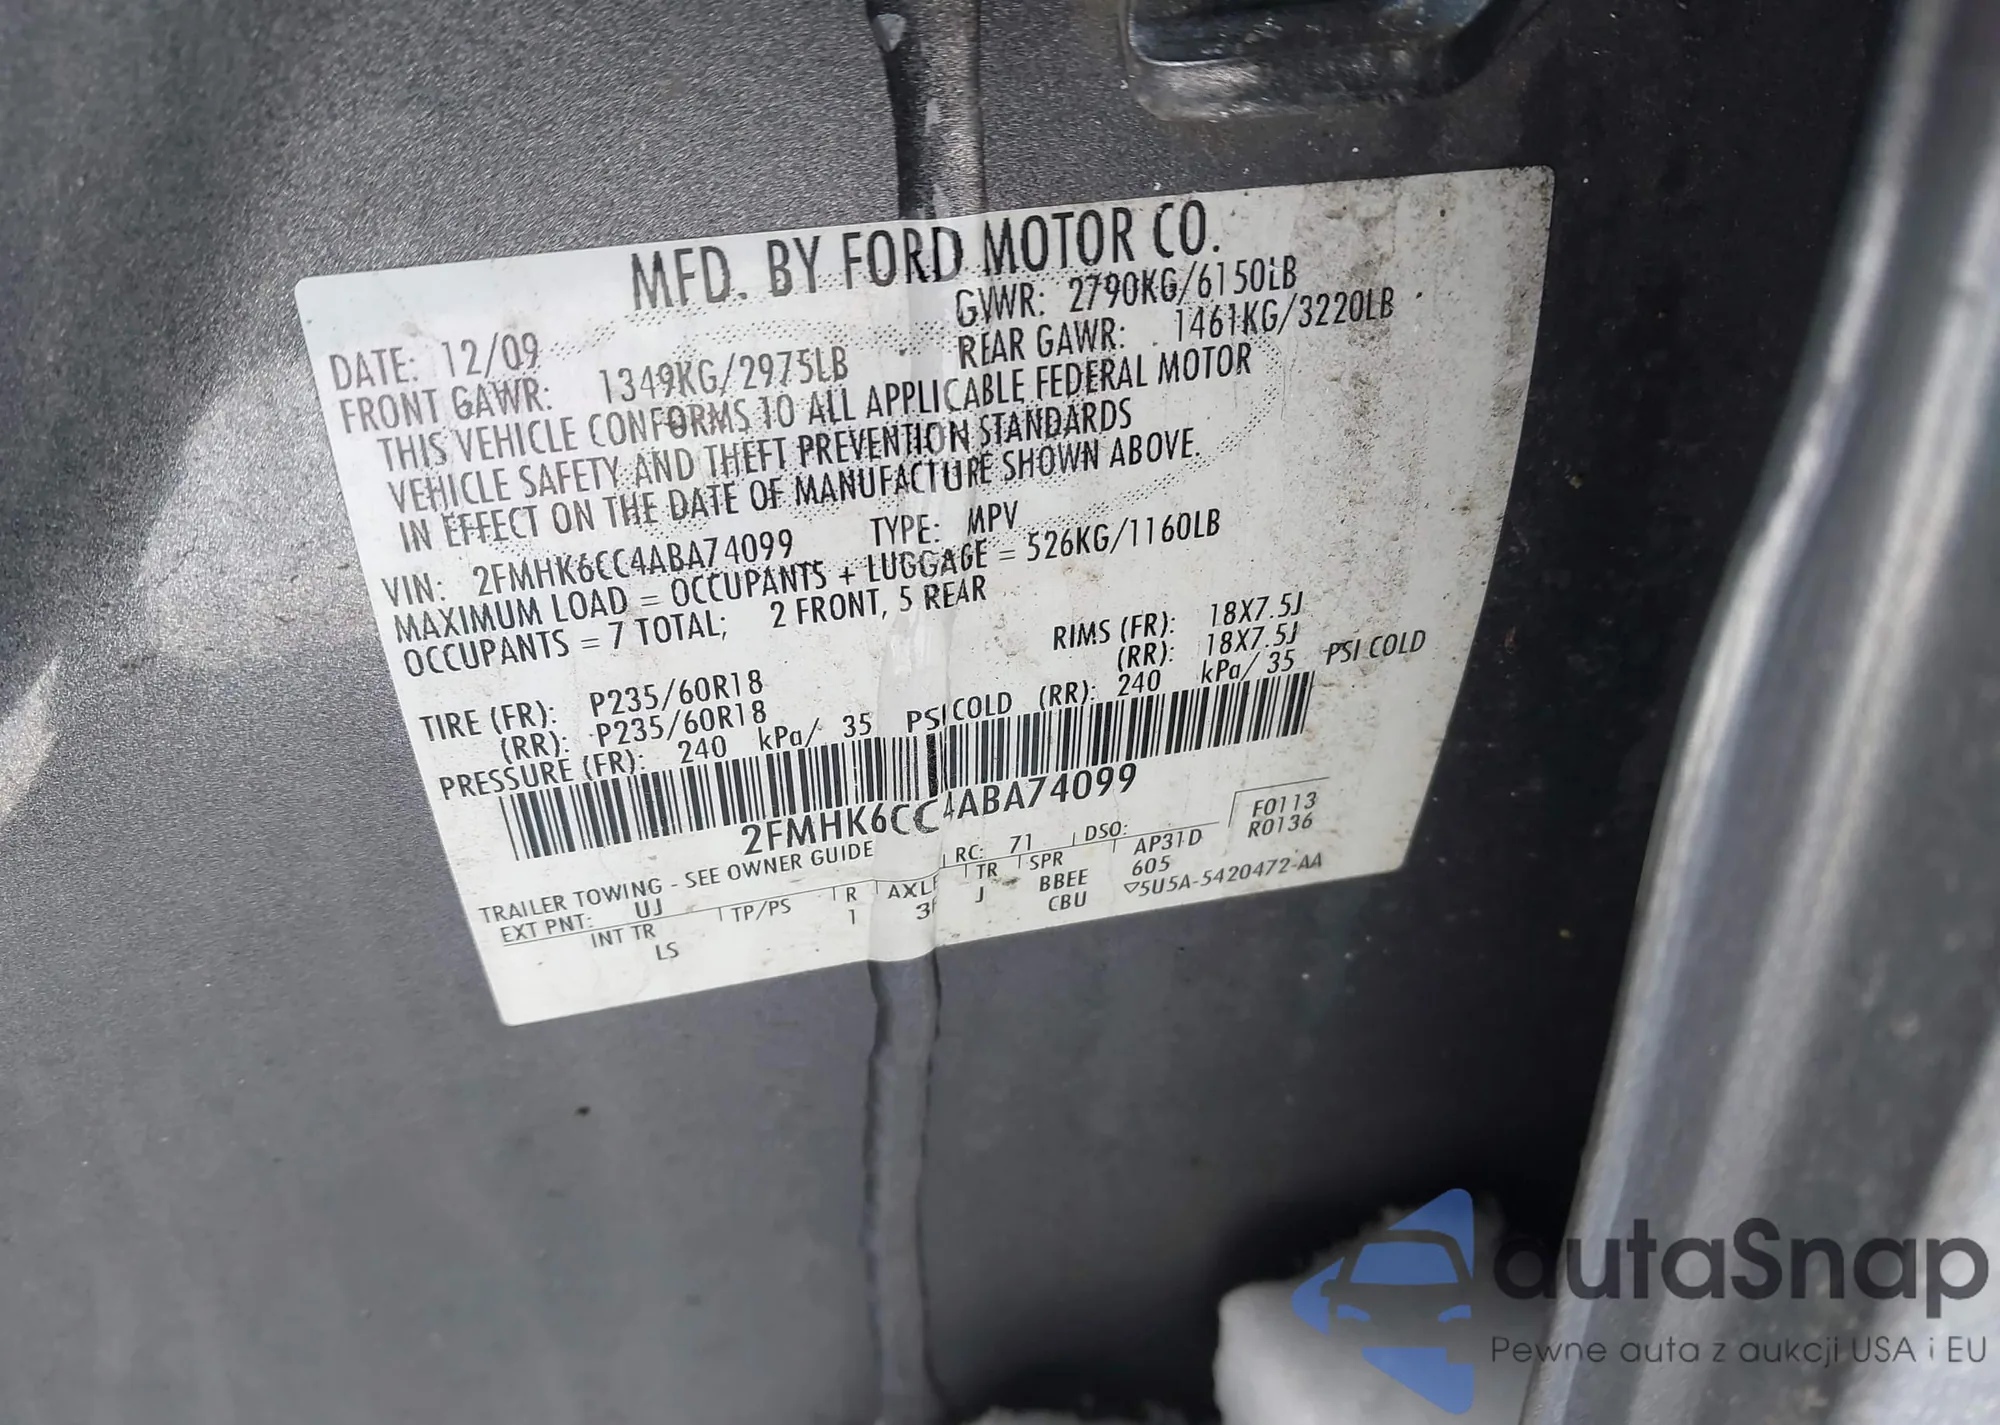 MFD. BY FORD MOTOR CO.
DATE: 12/09 GVWR: 2790KG/6150LB
FRONT GAWR: 1349KG/2975LB REAR GAWR: 1461KG/3220LB
THIS VEHICLE CONFORMS TO ALL APPLICABLE FEDERAL MOTOR
VEHICLE SAFETY AND THEFT PREVENTION STANDARDS
IN EFFECT ON THE DATE OF MANUFACTURE SHOWN ABOVE.
VIN: 2FMHK6CC4ABA74099 TYPE: MPV
MAXIMUM LOAD = OCCUPANTS + LUGGAGE = 526KG/1160LB
OCCUPANTS = 7 TOTAL; 2 FRONT, 5 REAR
TIRE (FR): P235/60R18 RIMS (FR): 18X7.5J
(RR): P235/60R18 (RR): 18X7.5J
PRESSURE (FR): 240 kPa/ 35 PSI COLD (RR): 240 kPa/ 35 PSI COLD
2FMHK6CC4ABA74099
F0113
TRAILER TOWING - SEE OWNER GUIDE RC: 71 DSO: R0136
EXT PNT: UJ TP/PS R AXLE TR SPR AP31D
INT TR 1 J BBEE 605
LS CBU 5U5A-5420472-AA
autaSnap
Pewne auta z aukcji USA i EU